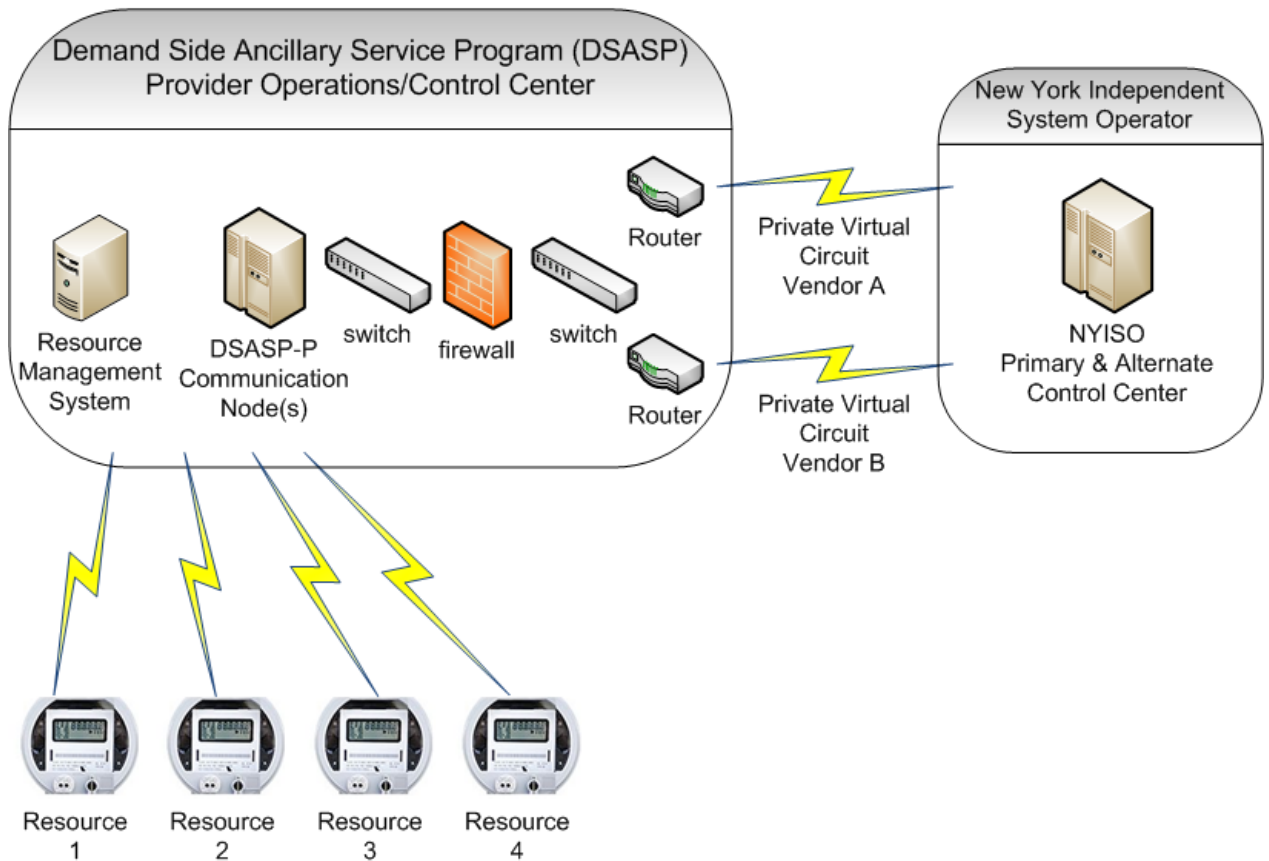 Demand Side Ancillary Service Program (DSASP)
Provider Operations/Control Center
New York Independent
System Operator
Router
Private Virtual
Circuit
Vendor A
Resource
Management
System
DSASP-P
Communication
Node(s)
switch
firewall
switch
Router
Private Virtual
Circuit
Vendor B
NYISO
Primary & Alternate
Control Center
Resource
1
Resource
2
Resource
3
Resource
4